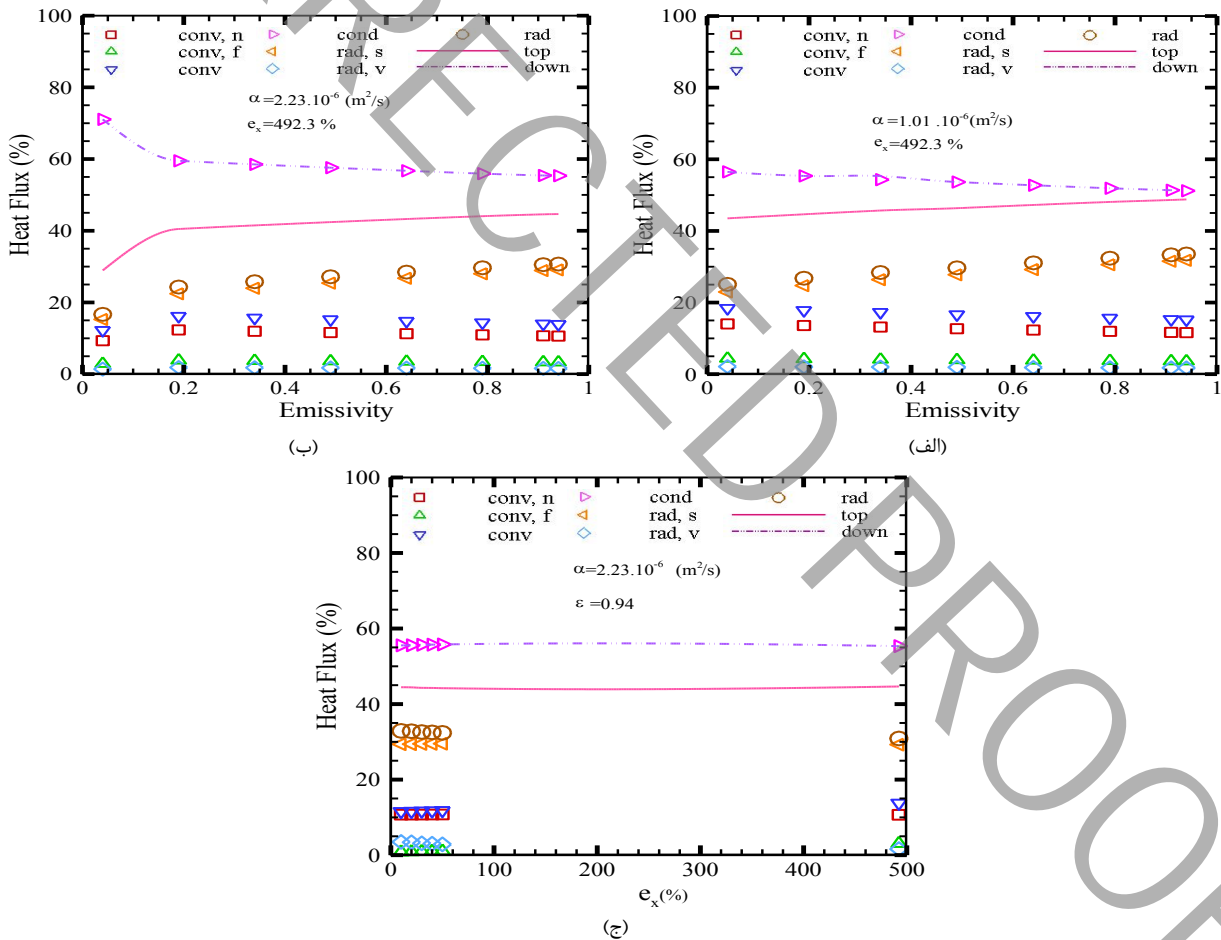 100
80
60
40
20
0
Heat Flux (%)
conv, n cond rad
conv, f rad, s top
conv rad, v down
α=2.23.10⁻⁶ (m²/s)
eₓ=492.3 %
0 0.2 0.4 0.6 0.8 1
Emissivity
(ب)
100
80
60
40
20
0
Heat Flux (%)
conv, n cond rad
conv, f rad, s top
conv rad, v down
α=1.01 .10⁻⁶(m²/s)
eₓ=492.3 %
0 0.2 0.4 0.6 0.8 1
Emissivity
(الف)
100
80
60
40
20
0
Heat Flux (%)
conv, n cond rad
conv, f rad, s top
conv rad, v down
α=2.23.10⁻⁶ (m²/s)
ε =0.94
0 100 200 300 400 500
eₓ(%)
(ج)
RECTED PROOF